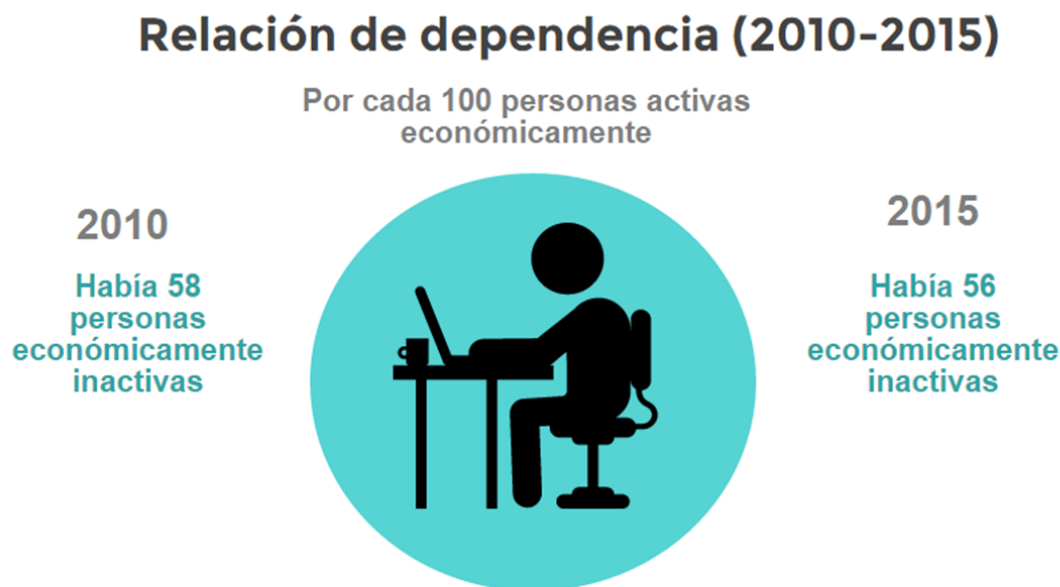 Relación de dependencia (2010-2015)
Por cada 100 personas activas
económicamente
2010
Había 58
personas
económicamente
inactivas
2015
Había 56
personas
económicamente
inactivas